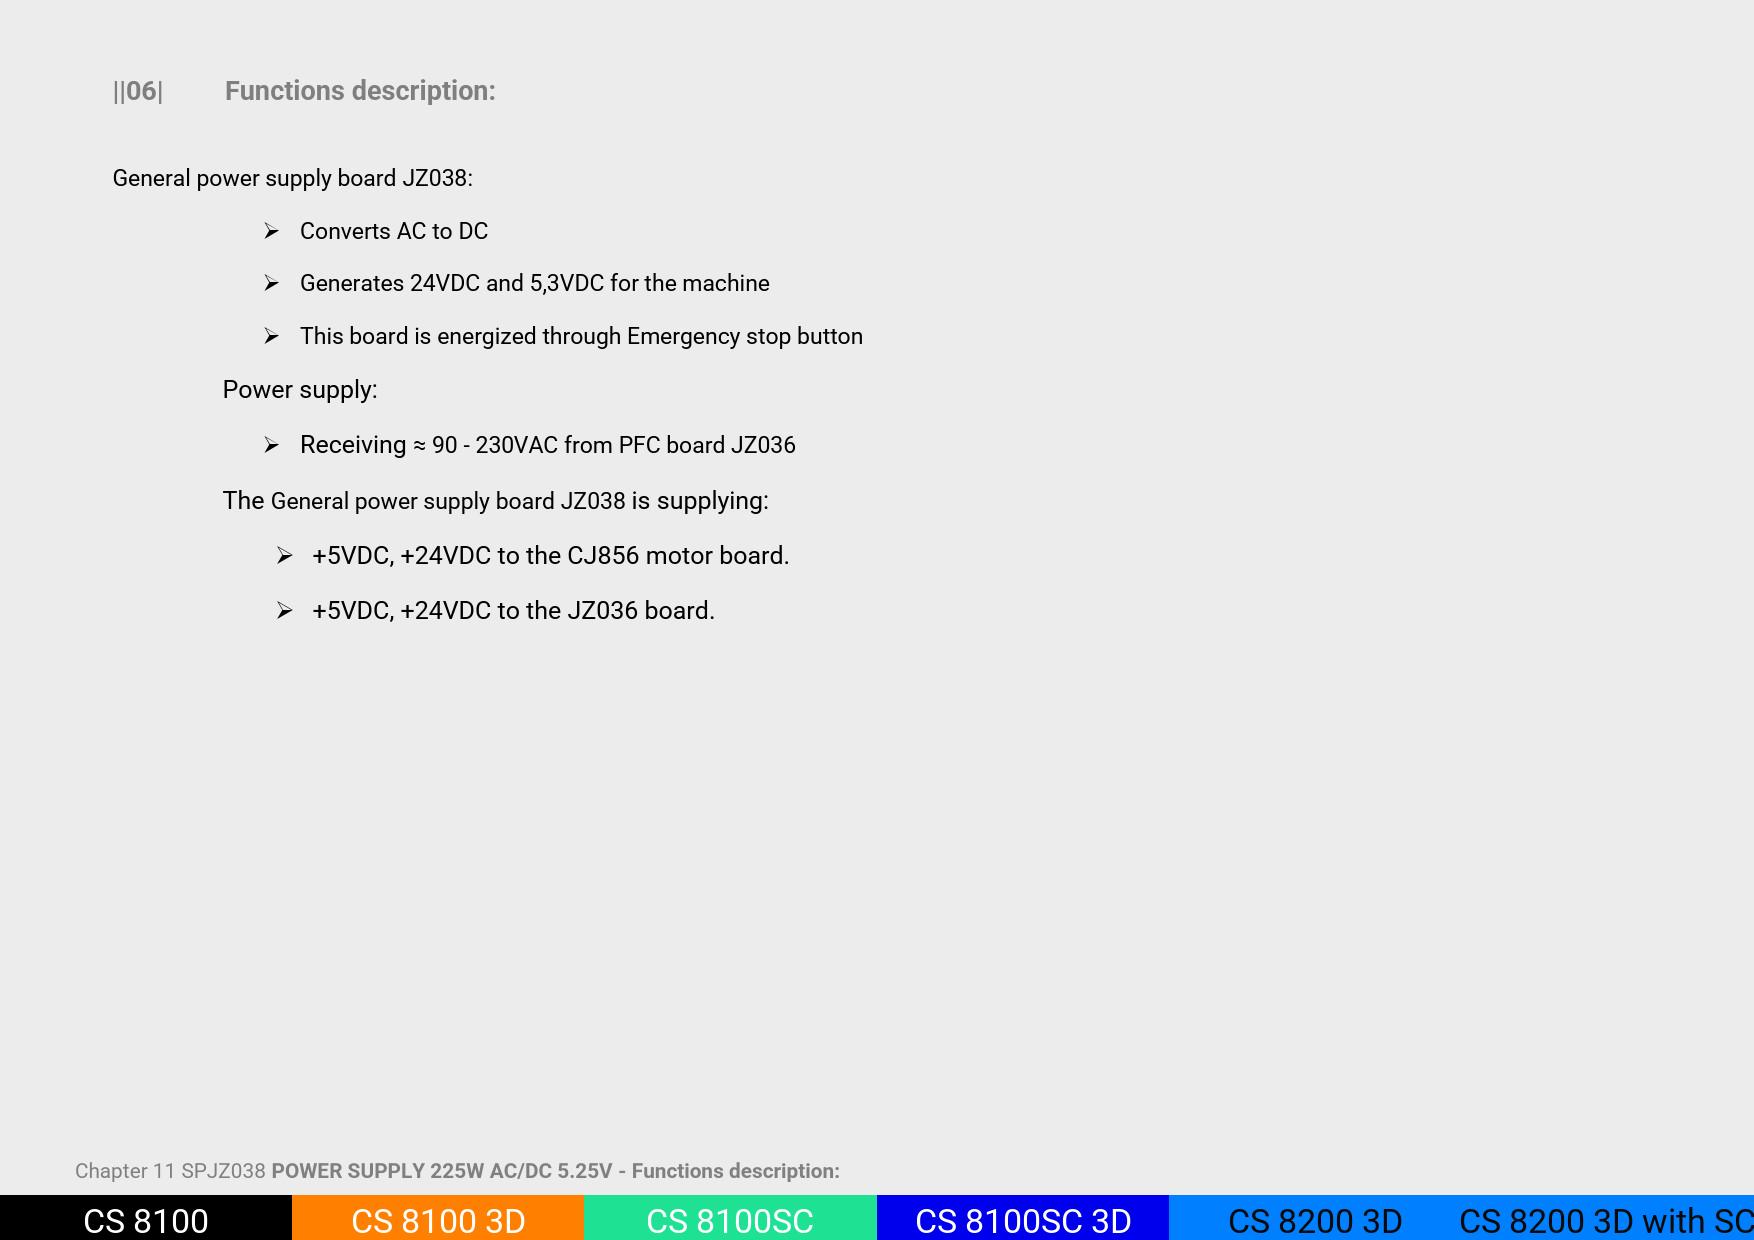 ||06| Functions description:
General power supply board JZ038:
➢ Converts AC to DC
➢ Generates 24VDC and 5,3VDC for the machine
➢ This board is energized through Emergency stop button
Power supply:
➢ Receiving ≈ 90 - 230VAC from PFC board JZ036
The General power supply board JZ038 is supplying:
➢ +5VDC, +24VDC to the CJ856 motor board.
➢ +5VDC, +24VDC to the JZ036 board.
Chapter 11 SPJZ038 POWER SUPPLY 225W AC/DC 5.25V - Functions description:
CS 8100 CS 8100 3D CS 8100SC CS 8100SC 3D CS 8200 3D CS 8200 3D with SC